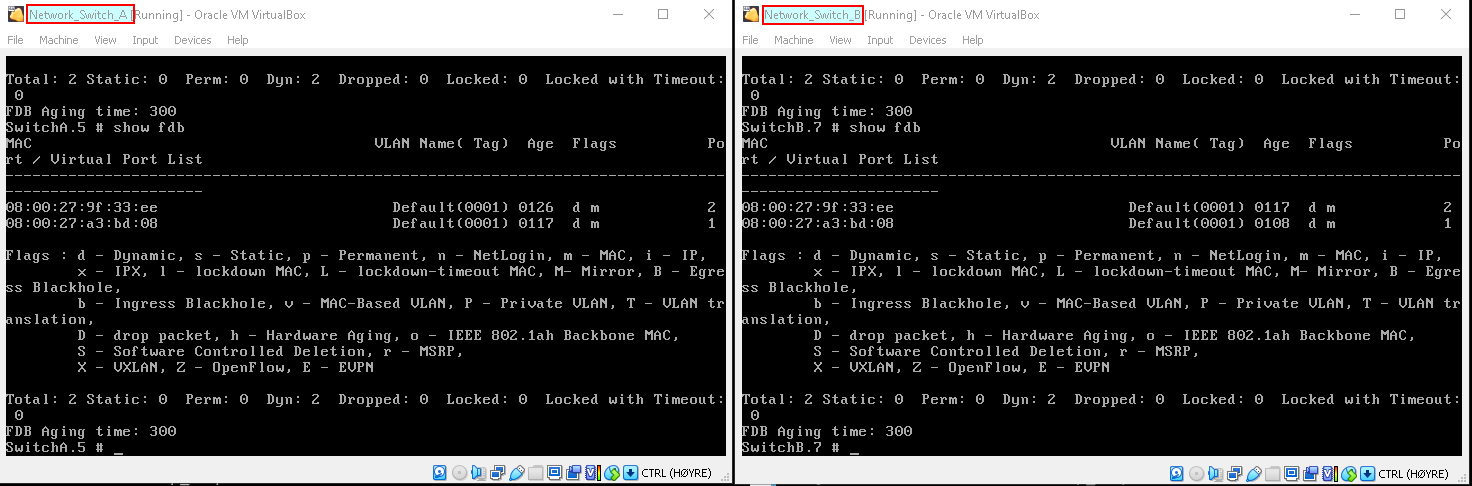 Network_Switch_A [Running] - Oracle VM VirtualBox
File Machine View Input Devices Help
Total: 2 Static: 0  Perm: 0  Dyn: 2  Dropped: 0  Locked: 0  Locked with Timeout:
 0
FDB Aging time: 300
SwitchA.5 # show fdb
MAC                                      VLAN Name( Tag)  Age  Flags          Po
rt / Virtual Port List
--------------------------------------------------------------------------------
----------------------
08:00:27:9f:33:ee                          Default(0001) 0126  d m            2
08:00:27:a3:bd:08                          Default(0001) 0117  d m            1
Flags : d - Dynamic, s - Static, p - Permanent, n - NetLogin, m - MAC, i - IP,
        x - IPX, l - lockdown MAC, L - lockdown-timeout MAC, M- Mirror, B - Egre
ss Blackhole,
        b - Ingress Blackhole, v - MAC-Based VLAN, P - Private VLAN, T - VLAN tr
anslation,
        D - drop packet, h - Hardware Aging, o - IEEE 802.1ah Backbone MAC,
        S - Software Controlled Deletion, r - MSRP,
        X - VXLAN, Z - OpenFlow, E - EVPN
Total: 2 Static: 0  Perm: 0  Dyn: 2  Dropped: 0  Locked: 0  Locked with Timeout:
 0
FDB Aging time: 300
SwitchA.5 # _
CTRL (HØYRE)
Network_Switch_B [Running] - Oracle VM VirtualBox
File Machine View Input Devices Help
Total: 2 Static: 0  Perm: 0  Dyn: 2  Dropped: 0  Locked: 0  Locked with Timeout:
 0
FDB Aging time: 300
SwitchB.7 # show fdb
MAC                                      VLAN Name( Tag)  Age  Flags          Po
rt / Virtual Port List
--------------------------------------------------------------------------------
----------------------
08:00:27:9f:33:ee                          Default(0001) 0117  d m            2
08:00:27:a3:bd:08                          Default(0001) 0108  d m            1
Flags : d - Dynamic, s - Static, p - Permanent, n - NetLogin, m - MAC, i - IP,
        x - IPX, l - lockdown MAC, L - lockdown-timeout MAC, M- Mirror, B - Egre
ss Blackhole,
        b - Ingress Blackhole, v - MAC-Based VLAN, P - Private VLAN, T - VLAN tr
anslation,
        D - drop packet, h - Hardware Aging, o - IEEE 802.1ah Backbone MAC,
        S - Software Controlled Deletion, r - MSRP,
        X - VXLAN, Z - OpenFlow, E - EVPN
Total: 2 Static: 0  Perm: 0  Dyn: 2  Dropped: 0  Locked: 0  Locked with Timeout:
 0
FDB Aging time: 300
SwitchB.7 # _
CTRL (HØYRE)